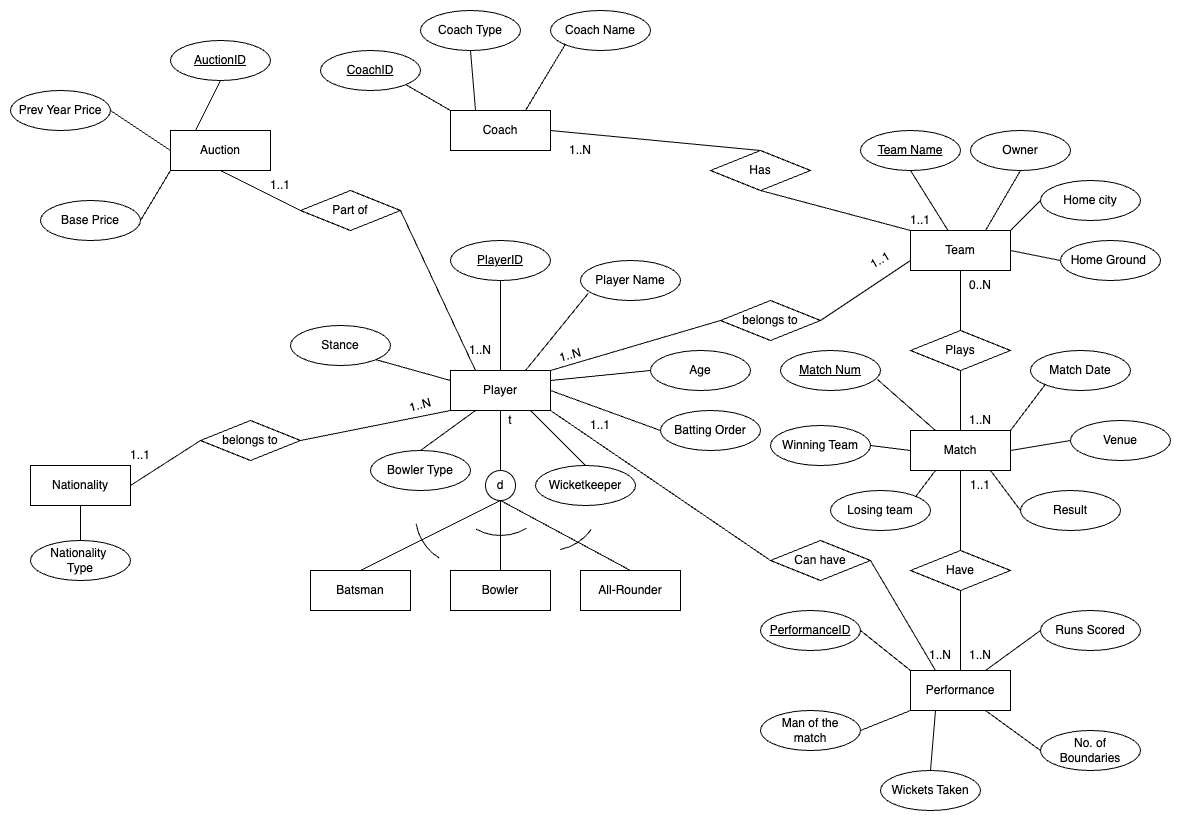 Coach Type
Coach Name
AuctionID
CoachID
Prev Year Price
Coach
Auction
1..N
Team Name
Owner
Has
1..1
Part of
Base Price
Home city
1..1
Team
Home Ground
1..1
PlayerID
Player Name
0..N
belongs to
Stance
1..N
1..N
Plays
Player
Age
Match Num
Match Date
1..N
t
1..1
Batting Order
1..N
belongs to
Winning Team
Match
Venue
1..1
Bowler Type
Nationality
d
Wicketkeeper
1..1
Losing team
Result
Nationality
Type
Can have
Have
Batsman
Bowler
All-Rounder
PerformanceID
Runs Scored
1..N
1..N
Performance
Man of the
match
No. of
Boundaries
Wickets Taken